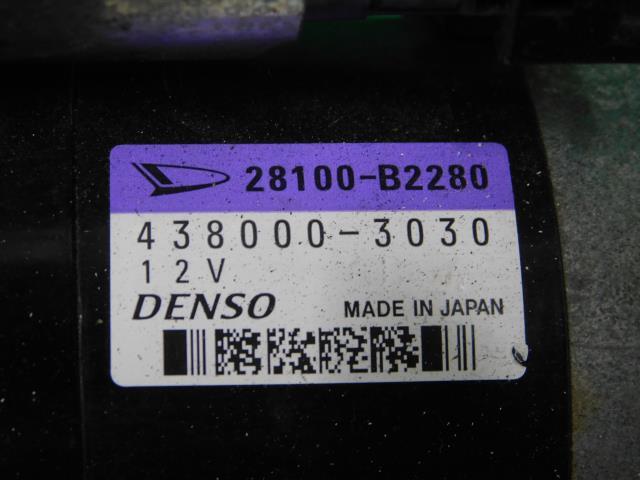 28100-B2280
438000-3030
12V
DENSO MADE IN JAPAN